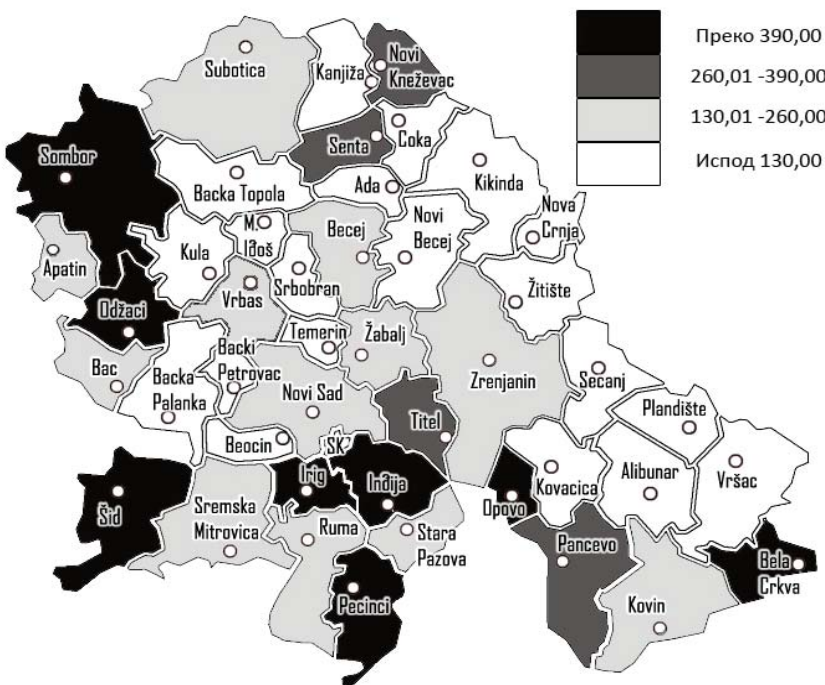 Преко 390,00
260,01 -390,00
130,01 -260,00
Испод 130,00
Subotica
Kanjiža
Novi
Kneževac
Senta
Coka
Sombor
Backa Topola
Ada
Kikinda
Apatin
Kula
M.
Iđoš
Becej
Novi
Becej
Nova
Crnja
Srbobran
Vrbas
Žitište
Odžaci
Temerin
Žabalj
Bac
Backa
Palanka
Backi
Petrovac
Novi Sad
Zrenjanin
Secanj
Titel
Plandište
Beocin
SK
Šid
Irig
Inđija
Kovacica
Alibunar
Vršac
Opovo
Sremska
Mitrovica
Ruma
Stara
Pazova
Pancevo
Pecinci
Kovin
Bela
Crkva